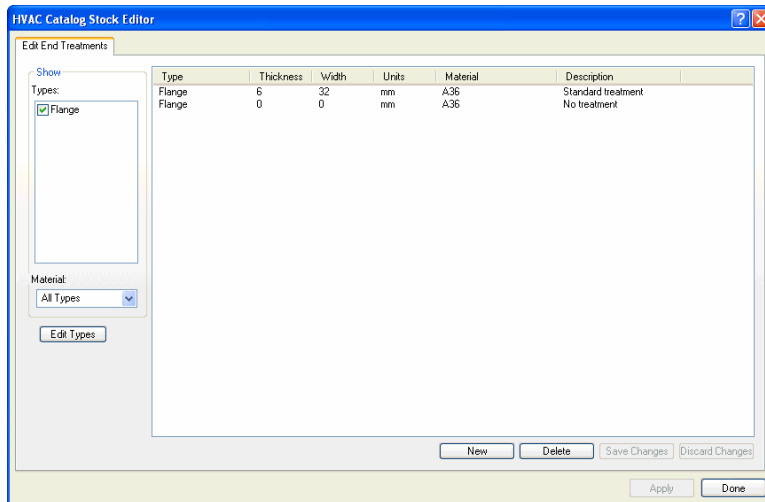 HVAC Catalog Stock Editor
Edit End Treatments
Show
Types:
Flange
Material:
All Types
Edit Types
Type Thickness Width Units Material Description
Flange 6 32 mm A36 Standard treatment
Flange 0 0 mm A36 No treatment
New Delete Save Changes Discard Changes
Apply Done